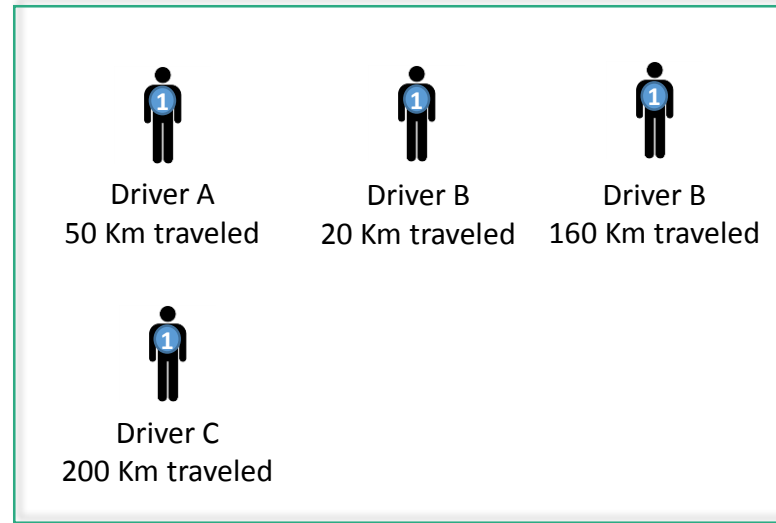 1
Driver A
50 Km traveled
1
Driver B
20 Km traveled
1
Driver B
160 Km traveled
1
Driver C
200 Km traveled